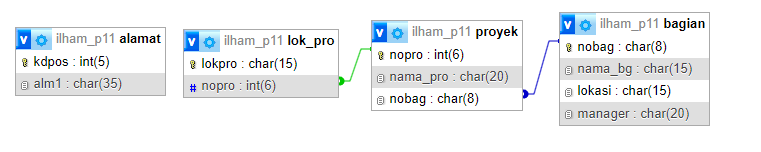 ilham_p11 alamat
kdpos : int(5)
alm1 : char(35)
ilham_p11 lok_pro
lokpro : char(15)
# nopro : int(6)
ilham_p11 proyek
nopro : int(6)
nama_pro : char(20)
nobag : char(8)
ilham_p11 bagian
nobag : char(8)
nama_bg : char(15)
lokasi : char(15)
manager : char(20)